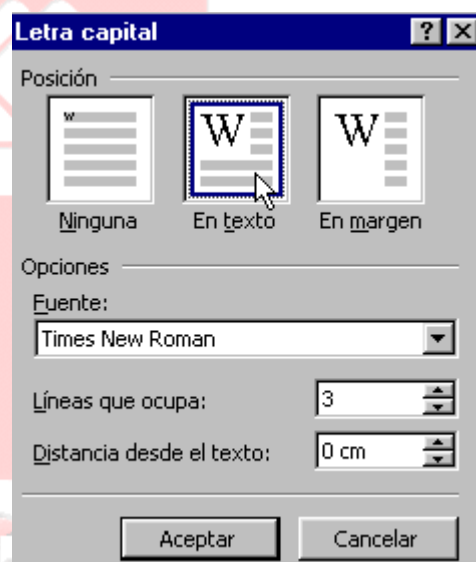 Letra capital
Posición
W W W
Ninguna En texto En margen
Opciones
Fuente:
Times New Roman
Líneas que ocupa: 3
Distancia desde el texto: 0 cm
Aceptar Cancelar